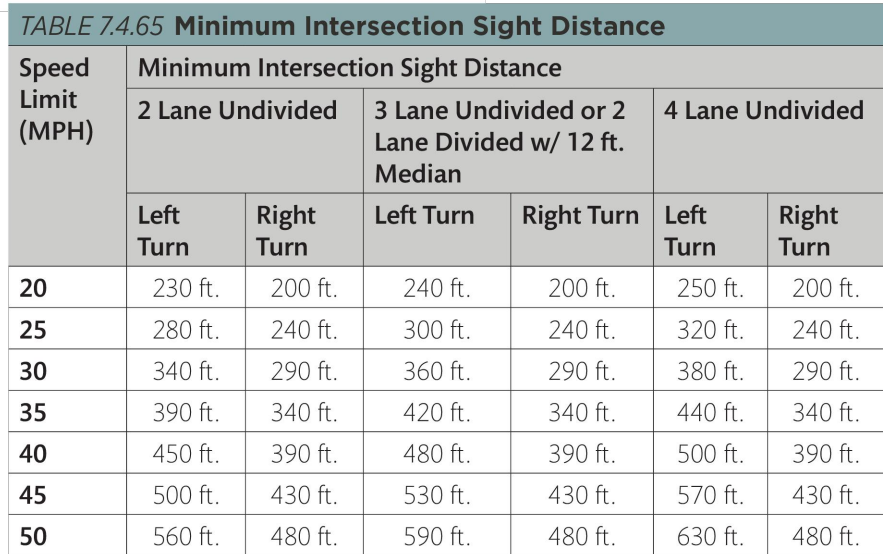 TABLE 7.4.65 Minimum Intersection Sight Distance
Speed Limit (MPH) Minimum Intersection Sight Distance
2 Lane Undivided 3 Lane Undivided or 2 Lane Divided w/ 12 ft. Median 4 Lane Undivided
Left Turn Right Turn Left Turn Right Turn Left Turn Right Turn
20 230 ft. 200 ft. 240 ft. 200 ft. 250 ft. 200 ft.
25 280 ft. 240 ft. 300 ft. 240 ft. 320 ft. 240 ft.
30 340 ft. 290 ft. 360 ft. 290 ft. 380 ft. 290 ft.
35 390 ft. 340 ft. 420 ft. 340 ft. 440 ft. 340 ft.
40 450 ft. 390 ft. 480 ft. 390 ft. 500 ft. 390 ft.
45 500 ft. 430 ft. 530 ft. 430 ft. 570 ft. 430 ft.
50 560 ft. 480 ft. 590 ft. 480 ft. 630 ft. 480 ft.